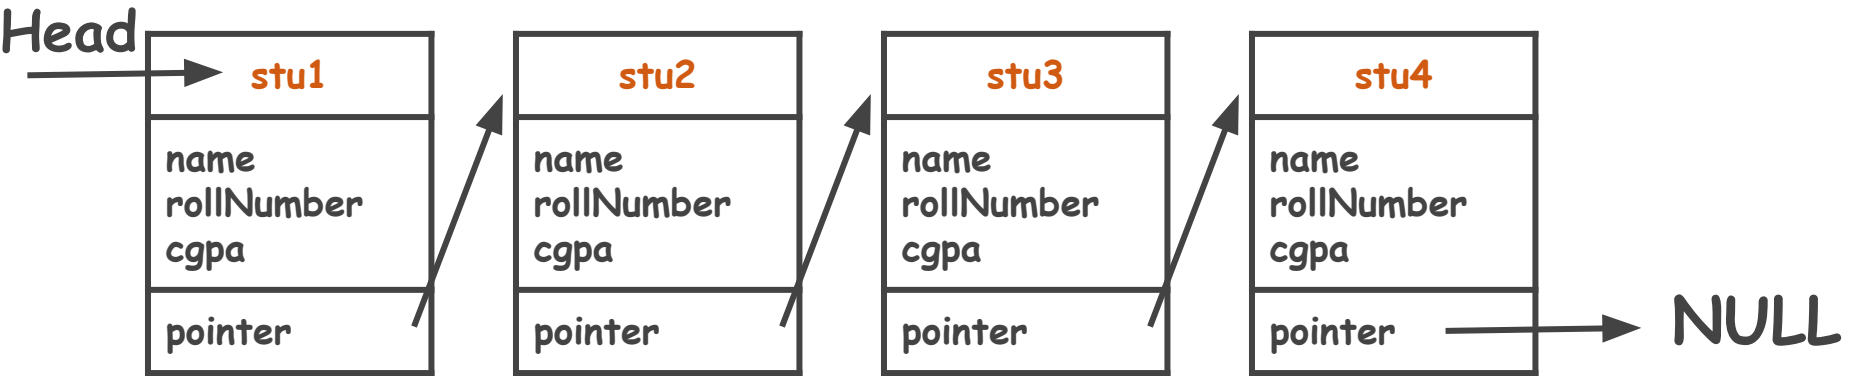 Head
stu1
name
rollNumber
cgpa
pointer
stu2
name
rollNumber
cgpa
pointer
stu3
name
rollNumber
cgpa
pointer
stu4
name
rollNumber
cgpa
pointer
NULL